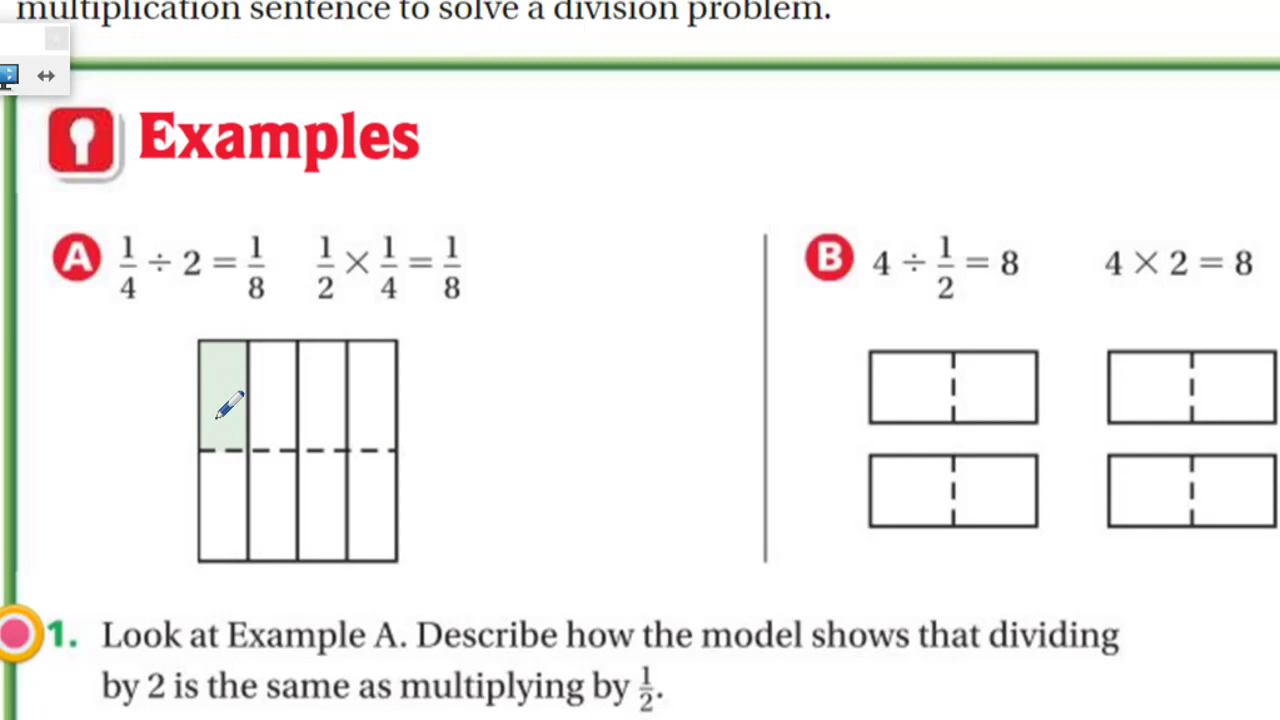 multiplication sentence to solve a division problem.
Examples
A 1/4 ÷ 2 = 1/8 1/2 × 1/4 = 1/8
B 4 ÷ 1/2 = 8 4 × 2 = 8
1. Look at Example A. Describe how the model shows that dividing
by 2 is the same as multiplying by 1/2.